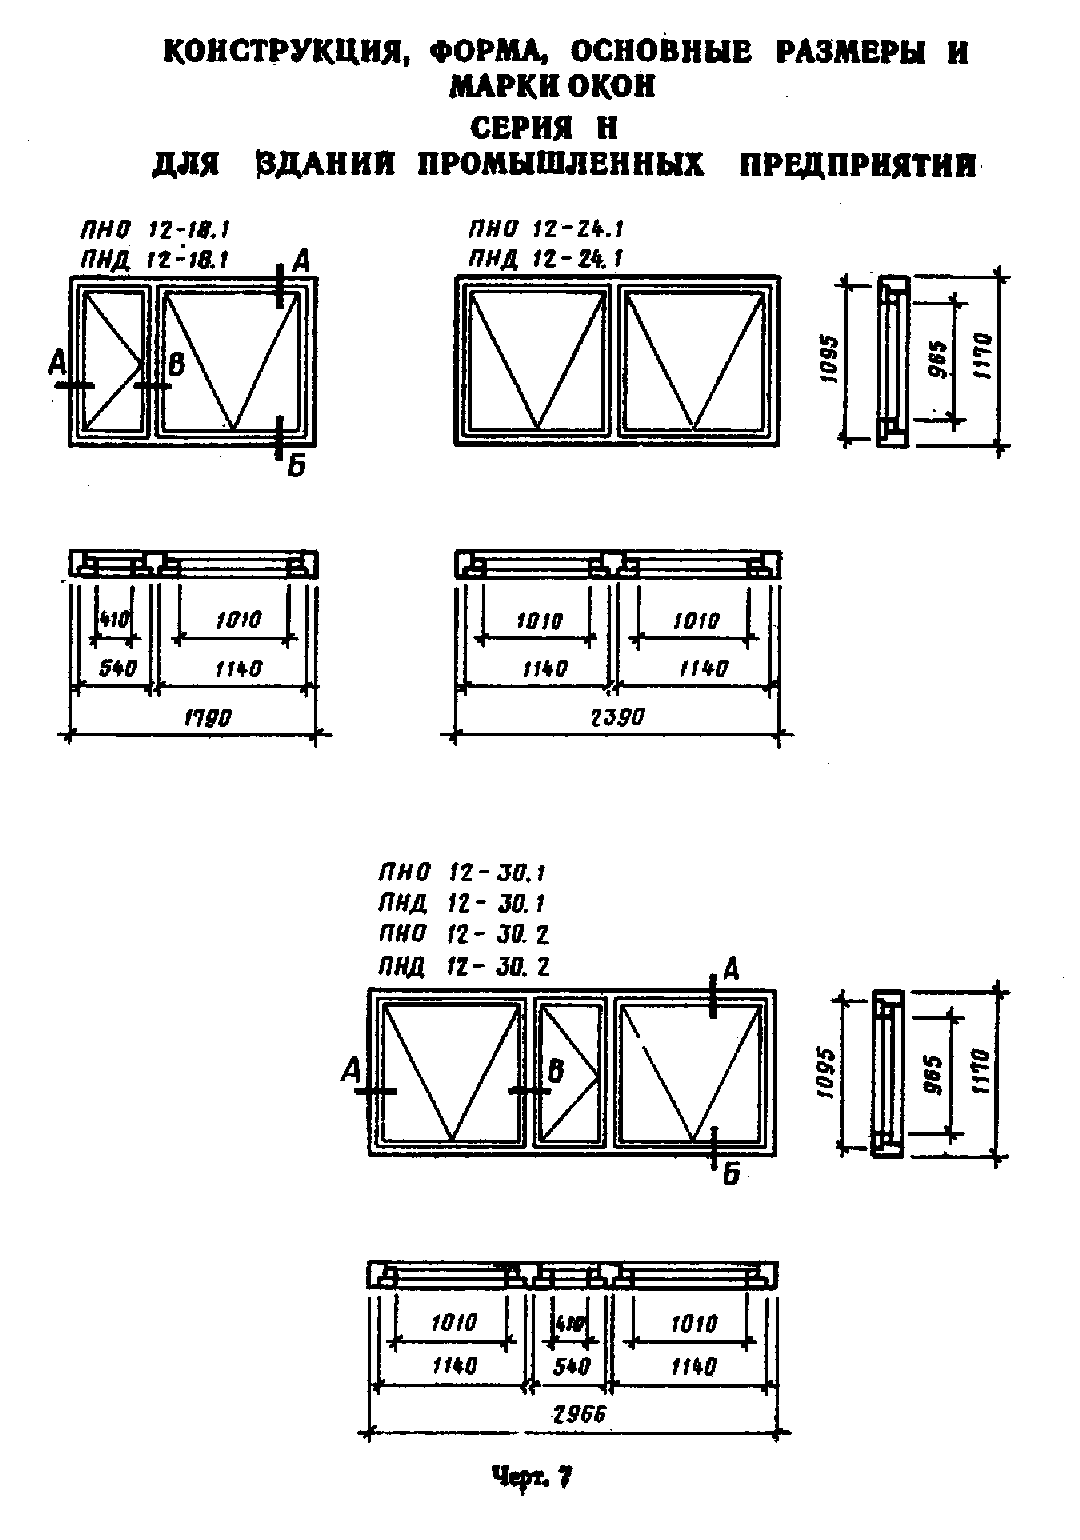 КОНСТРУКЦИЯ, ФОРМА, ОСНОВНЫЕ РАЗМЕРЫ И
МАРКИ ОКОН
СЕРИЯ Н
ДЛЯ ЗДАНИЙ ПРОМЫШЛЕННЫХ ПРЕДПРИЯТИЙ
ПНО 12-18.1
ПНД 12-18.1
ПНО 12-24.1
ПНД 12-24.1
А
А
В
Б
1095
965
1170
410
1010
540
1140
1790
1010
1010
1140
1140
2390
ПНО 12-30.1
ПНД 12-30.1
ПНО 12-30.2
ПНД 12-30.2
А
А
В
Б
1095
965
1170
1010
410
1010
1140
540
1140
2966
Черт. 7